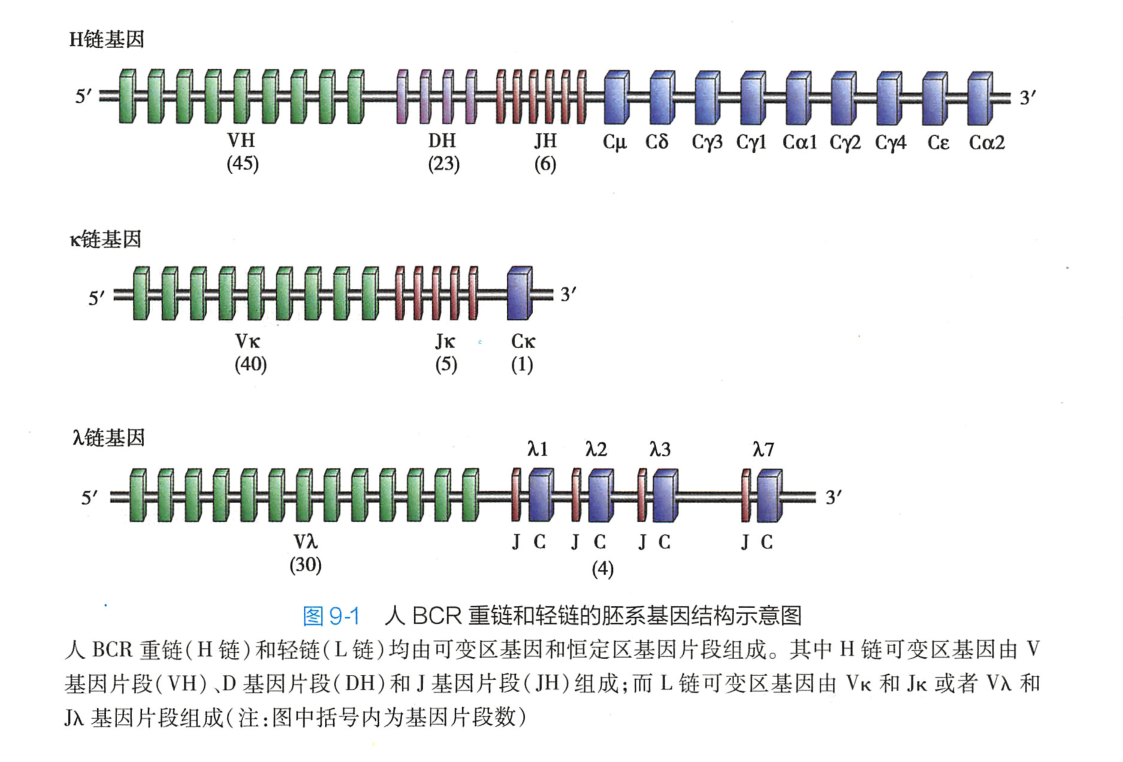 H链基因
5′ 3′
VH DH JH Cμ Cδ Cγ3 Cγ1 Cα1 Cγ2 Cγ4 Cε Cα2
(45) (23) (6)
κ链基因
5′ 3′
Vκ Jκ Cκ
(40) (5) (1)
λ链基因
λ1 λ2 λ3 λ7
5′ 3′
Vλ J C J C J C J C
(30) (4)
图 9-1 人 BCR 重链和轻链的胚系基因结构示意图
人 BCR 重链(H 链)和轻链(L 链)均由可变区基因和恒定区基因片段组成。其中 H 链可变区基因由 V
基因片段(VH)、D 基因片段(DH)和 J 基因片段(JH)组成;而 L 链可变区基因由 Vκ 和 Jκ 或者 Vλ 和
Jλ 基因片段组成(注:图中括号内为基因片段数)